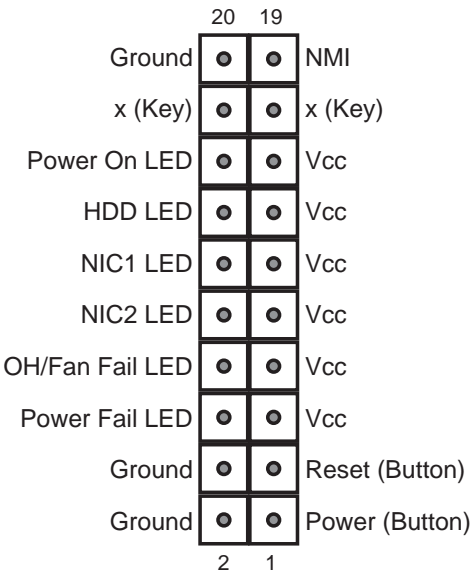 20 19
Ground NMI
x (Key) x (Key)
Power On LED Vcc
HDD LED Vcc
NIC1 LED Vcc
NIC2 LED Vcc
OH/Fan Fail LED Vcc
Power Fail LED Vcc
Ground Reset (Button)
Ground Power (Button)
2 1